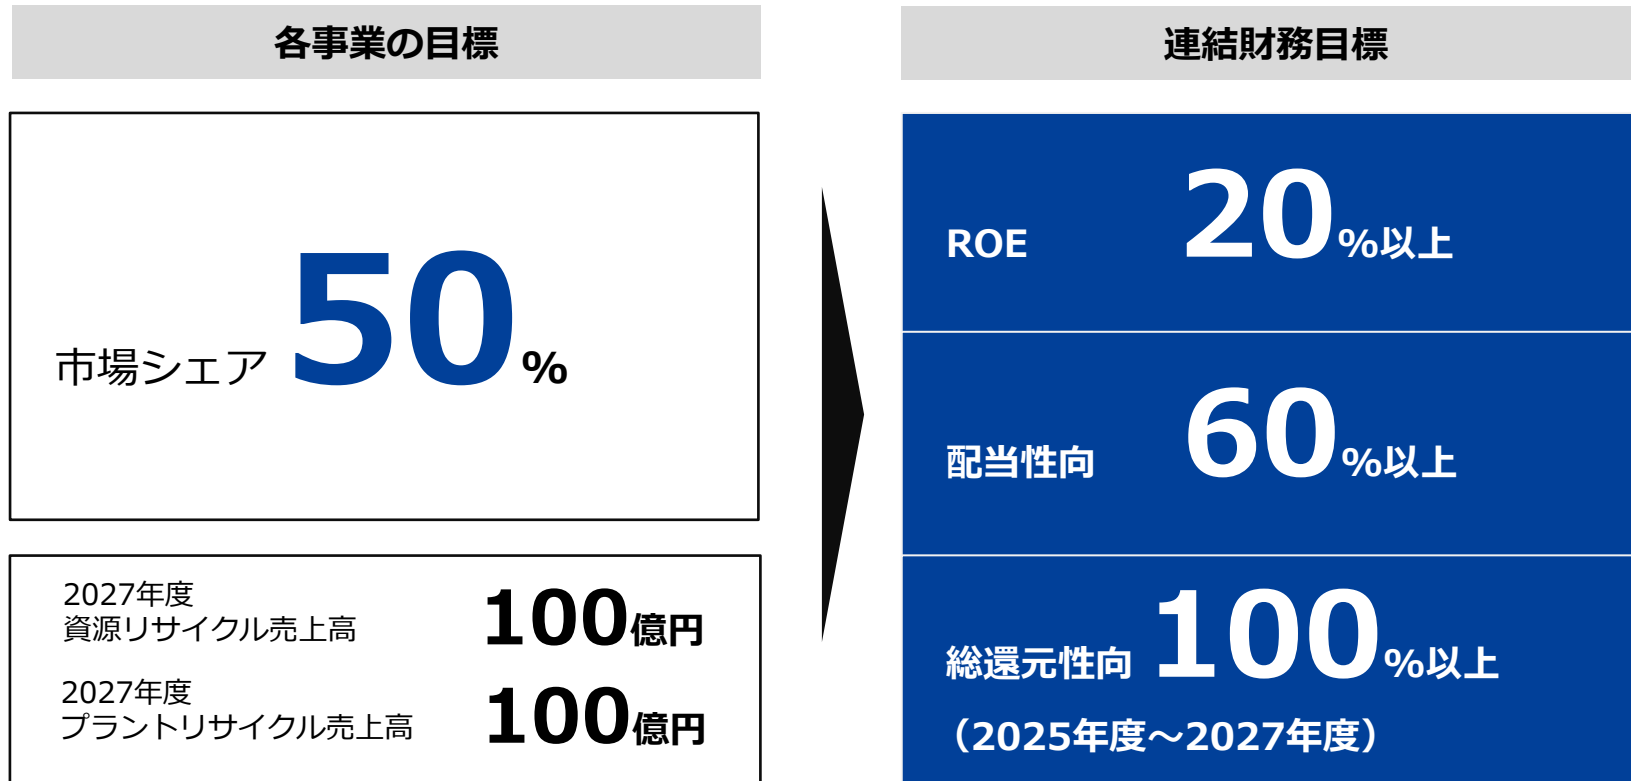 各事業の目標
市場シェア 50%
2027年度
資源リサイクル売上高 100億円
2027年度
プラントリサイクル売上高 100億円
連結財務目標
ROE 20%以上
配当性向 60%以上
総還元性向 100%以上
（2025年度～2027年度）